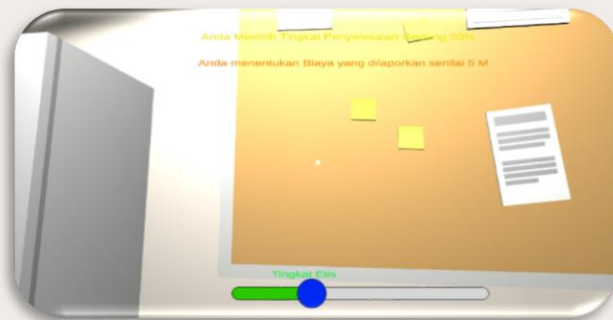 Anda Memilih Tingkat Penyelesaian 50%
Anda menentukan Biaya yang dilaporkan senilai 5 M
Tingkat Etis